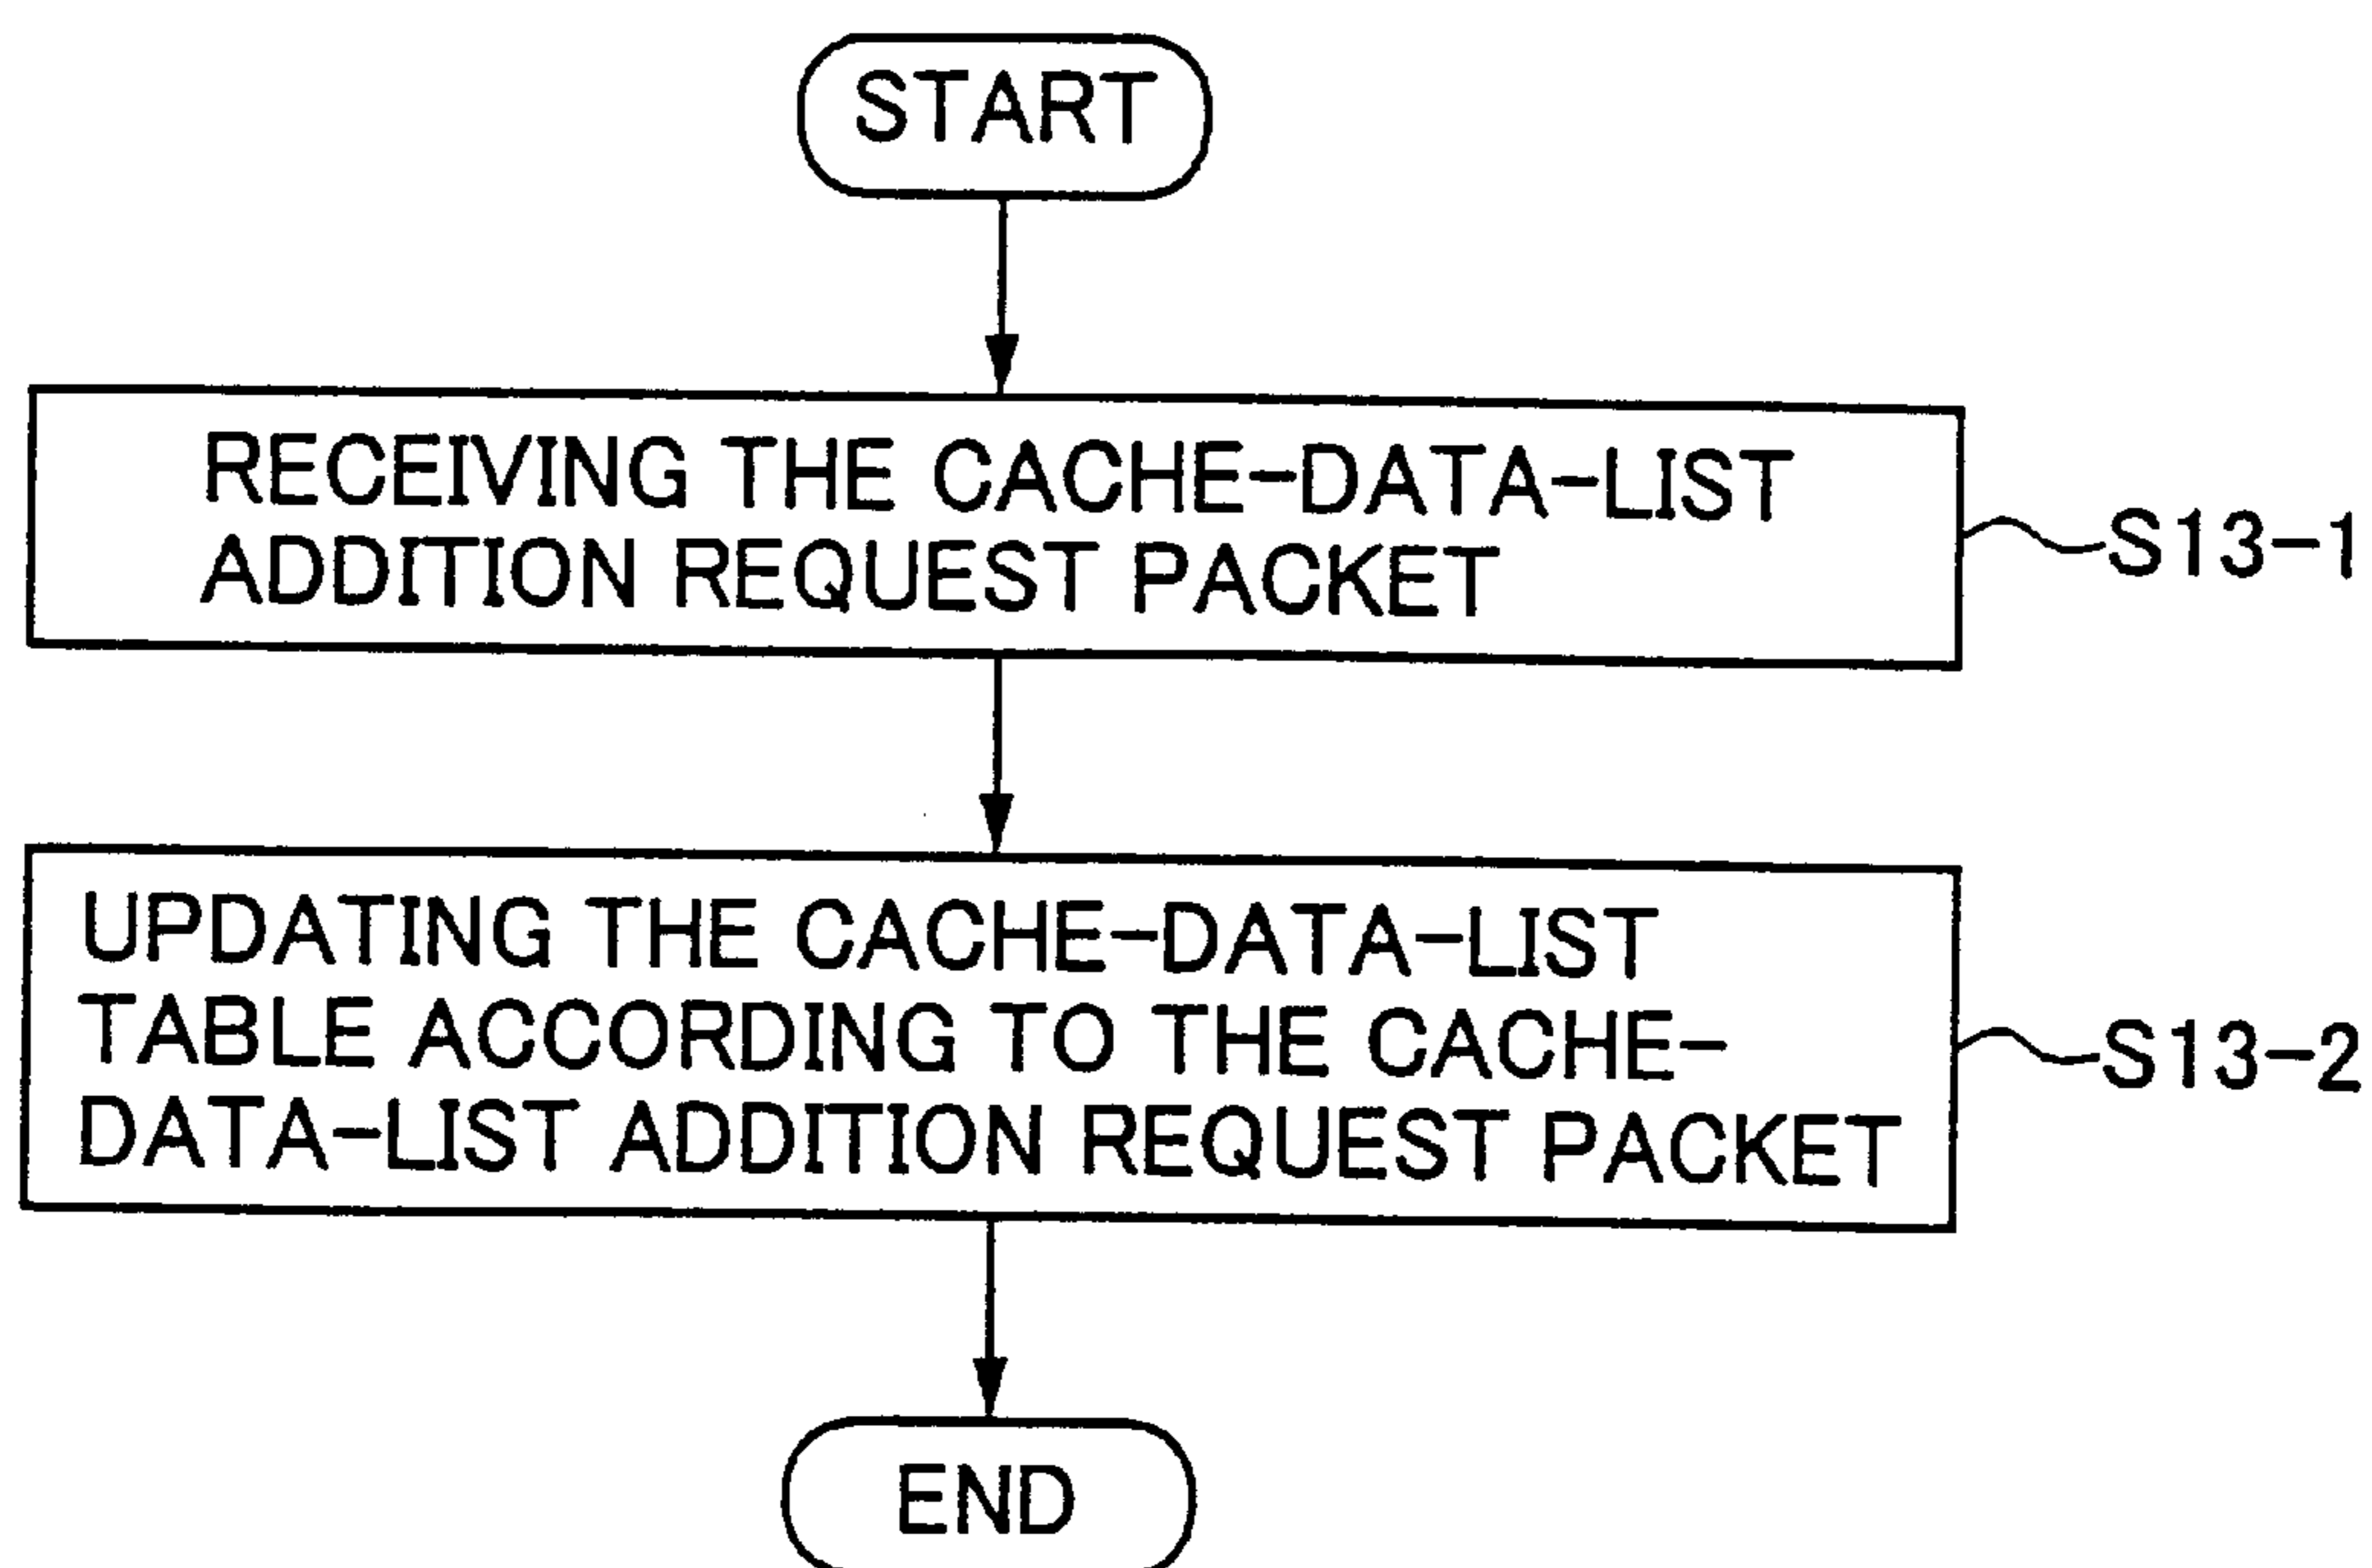 START
RECEIVING THE CACHE-DATA-LIST
ADDITION REQUEST PACKET
S13-1
UPDATING THE CACHE-DATA-LIST
TABLE ACCORDING TO THE CACHE-
DATA-LIST ADDITION REQUEST PACKET
S13-2
END